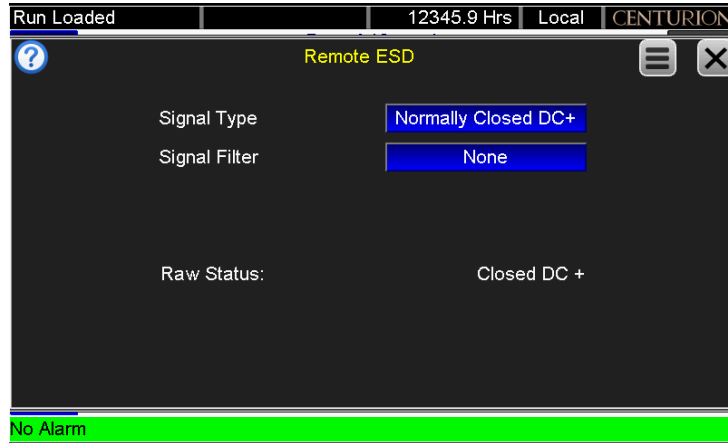 Run Loaded 12345.9 Hrs Local CENTURION
Remote ESD
Signal Type Normally Closed DC+
Signal Filter None
Raw Status: Closed DC +
No Alarm